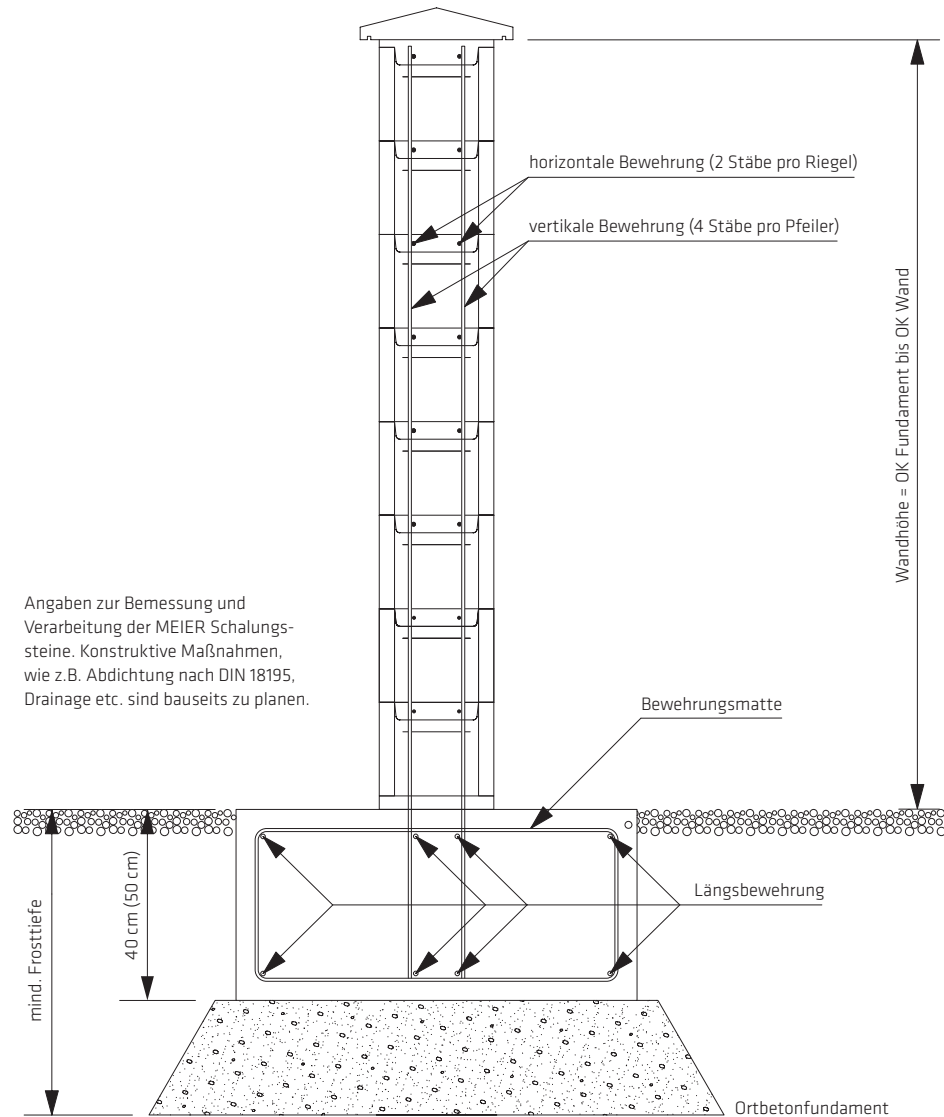 horizontale Bewehrung (2 Stäbe pro Riegel)
vertikale Bewehrung (4 Stäbe pro Pfeiler)
Wandhöhe = OK Fundament bis OK Wand
Angaben zur Bemessung und
Verarbeitung der MEIER Schalungs-
steine. Konstruktive Maßnahmen,
wie z.B. Abdichtung nach DIN 18195,
Drainage etc. sind bauseits zu planen.
Bewehrungsmatte
40 cm (50 cm)
mind. Frosttiefe
Längsbewehrung
Ortbetonfundament